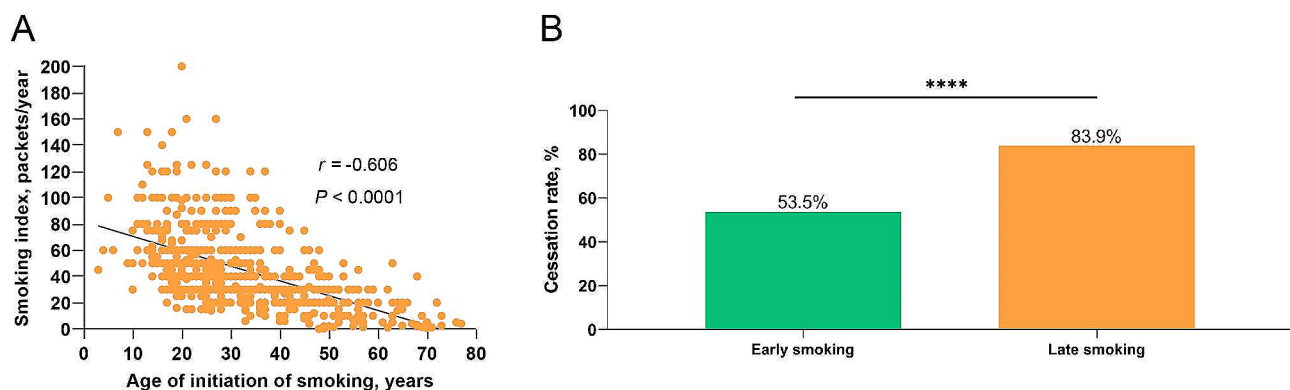 A
Smoking index, packets/year
200
180
160
140
120
100
80
60
40
20
0
r = -0.606
P < 0.0001
0 10 20 30 40 50 60 70 80
Age of initiation of smoking, years
B
****
Cessation rate, %
100
80
60
40
20
0
53.5%
83.9%
Early smoking Late smoking